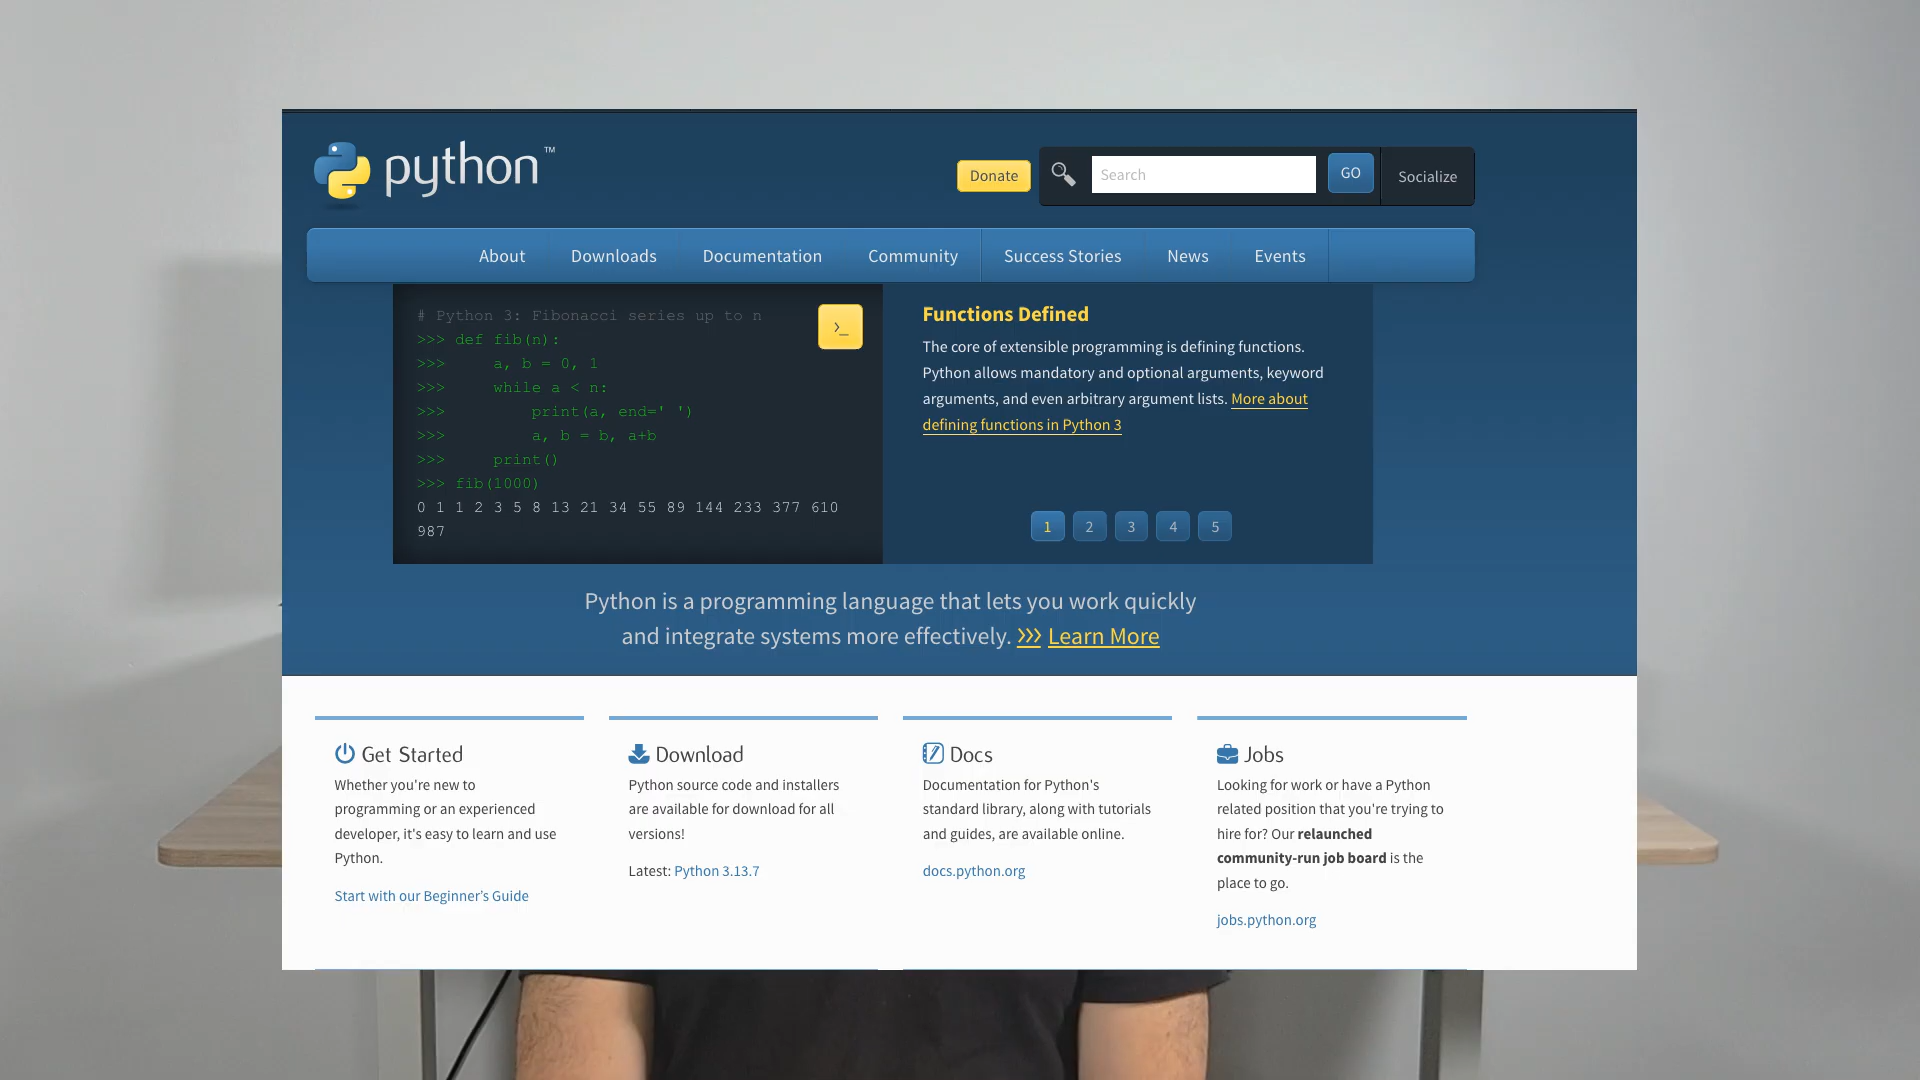 python™
Donate
Search
GO
Socialize
About
Downloads
Documentation
Community
Success Stories
News
Events
# Python 3: Fibonacci series up to n
>>> def fib(n):
>>>     a, b = 0, 1
>>>     while a < n:
>>>         print(a, end=' ')
>>>         a, b = b, a+b
>>>     print()
>>> fib(1000)
0 1 1 2 3 5 8 13 21 34 55 89 144 233 377 610
987
>_
Functions Defined
The core of extensible programming is defining functions.
Python allows mandatory and optional arguments, keyword
arguments, and even arbitrary argument lists. More about
defining functions in Python 3
1 2 3 4 5
Python is a programming language that lets you work quickly
and integrate systems more effectively. >>> Learn More
Get Started
Whether you're new to
programming or an experienced
developer, it's easy to learn and use
Python.
Start with our Beginner’s Guide
Download
Python source code and installers
are available for download for all
versions!
Latest: Python 3.13.7
Docs
Documentation for Python's
standard library, along with tutorials
and guides, are available online.
docs.python.org
Jobs
Looking for work or have a Python
related position that you're trying to
hire for? Our relaunched
community-run job board is the
place to go.
jobs.python.org